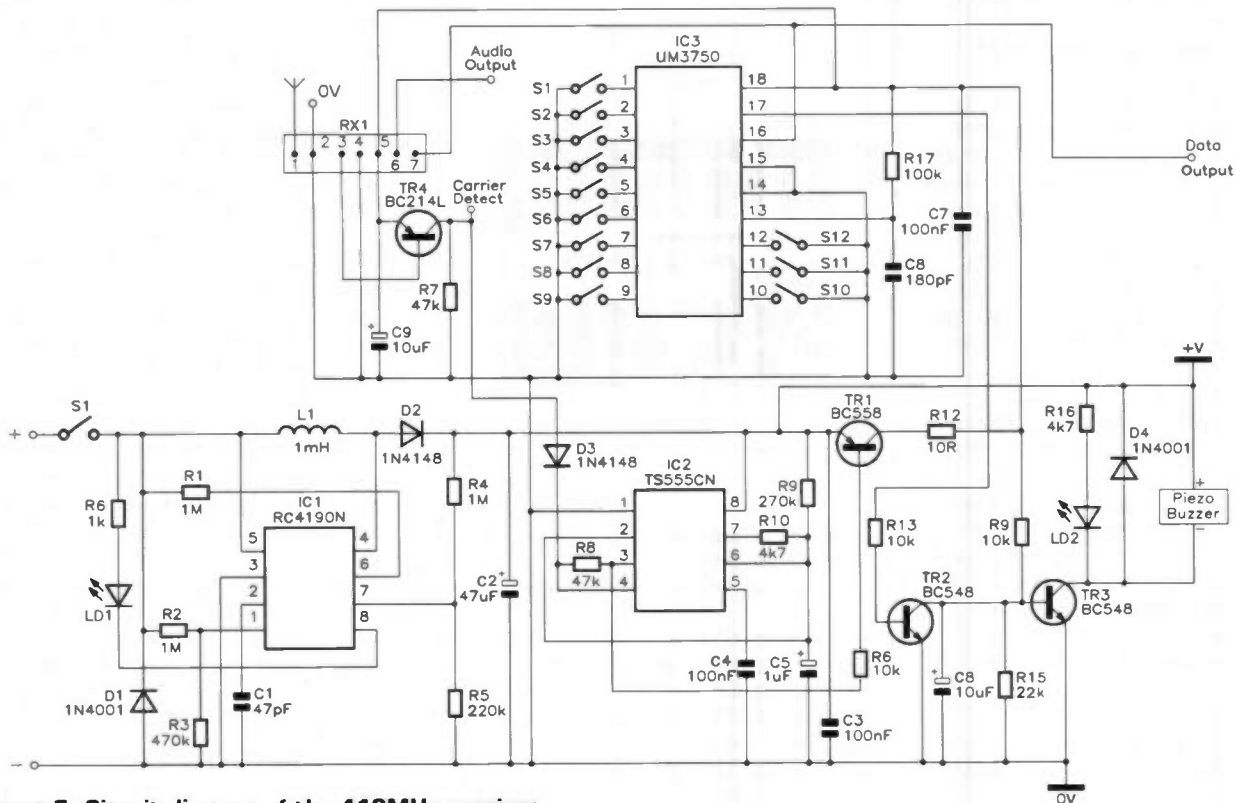 IC3
UM3750
Audio
Output
0V
RX1
1 2 3 4 5 6 7
TR4
BC214L
Carrier
Detect
R7
47k
C9
+
10uF
S1 1
S2 2
S3 3
S4 4
S5 5
S6 6
S7 7
S8 8
S9 9
18
17
16
15
14
13
12 S12
11 S11
10 S10
R17
100k
C7
100nF
C8
180pF
Data
Output
+V
S1
+
L1
1mH
D2
1N4148
R1
1M
R6
1k
IC1
RC4190N
5 4
3 6
2 7
1 8
LD1
R2
1M
D1
1N4001
R3
470k
C1
47pF
R4
1M
R5
220k
C2
+
47uF
D3
1N4148
IC2
TS555CN
1 8
2 7
3 6
4 5
R8
47k
R9
270k
R10
4k7
C4
100nF
C5
+
1uF
C3
100nF
TR1
BC558
R12
10R
R6
10k
R13
10k
R9
10k
TR2
BC548
C8
+
10uF
R15
22k
TR3
BC548
R16
4k7
D4
1N4001
LD2
+
Piezo
Buzzer
-
-
0V